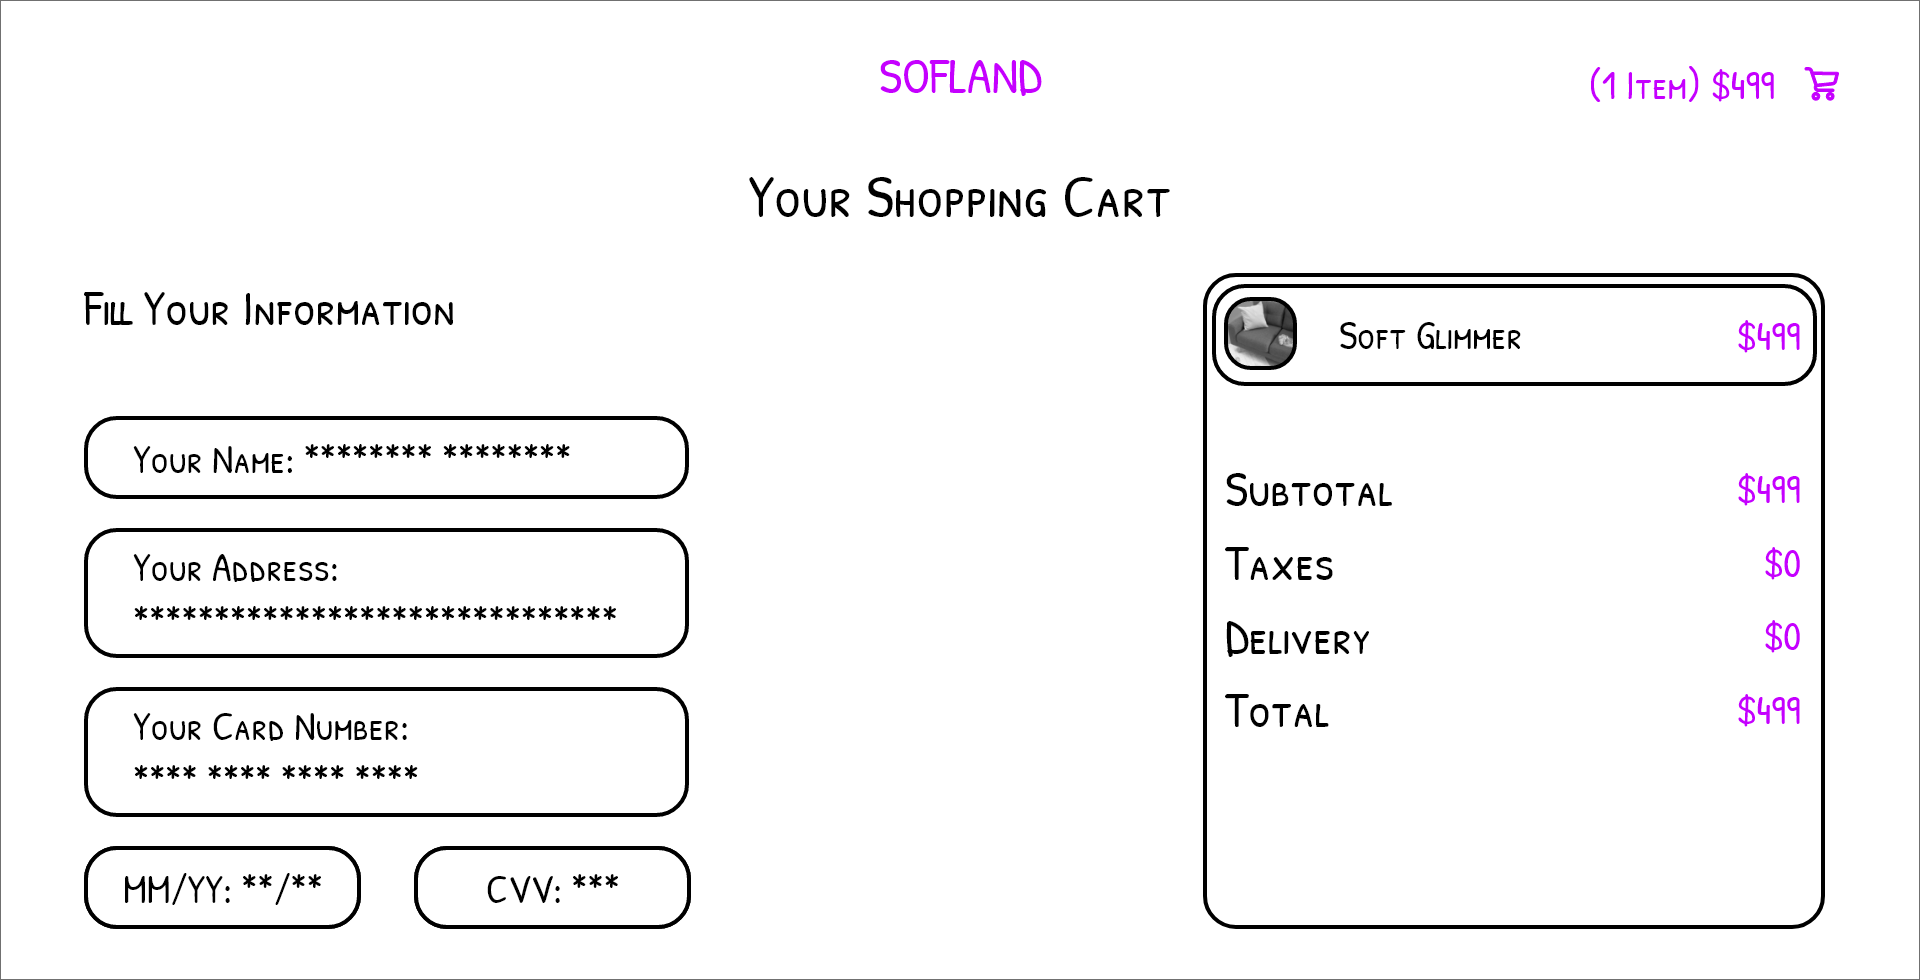 SOFLAND
(1 Item) $499
Your Shopping Cart
Fill Your Information
Your Name: ******** ********
Your Address:
******************************
Your Card Number:
**** **** **** ****
MM/YY: **/**
CVV: ***
Soft Glimmer $499
Subtotal $499
Taxes $0
Delivery $0
Total $499